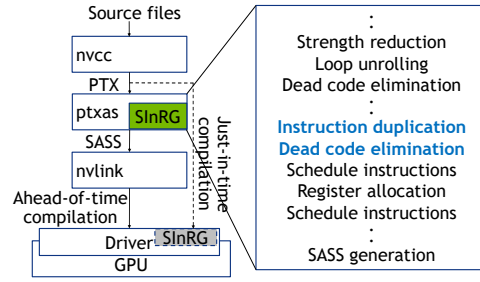 Source files
nvcc
PTX
ptxas
SInRG
SASS
nvlink
Just-in-time
compilation
Ahead-of-time
compilation
SInRG
Driver
GPU
:
Strength reduction
Loop unrolling
Dead code elimination
:
Instruction duplication
Dead code elimination
Schedule instructions
Register allocation
Schedule instructions
:
SASS generation